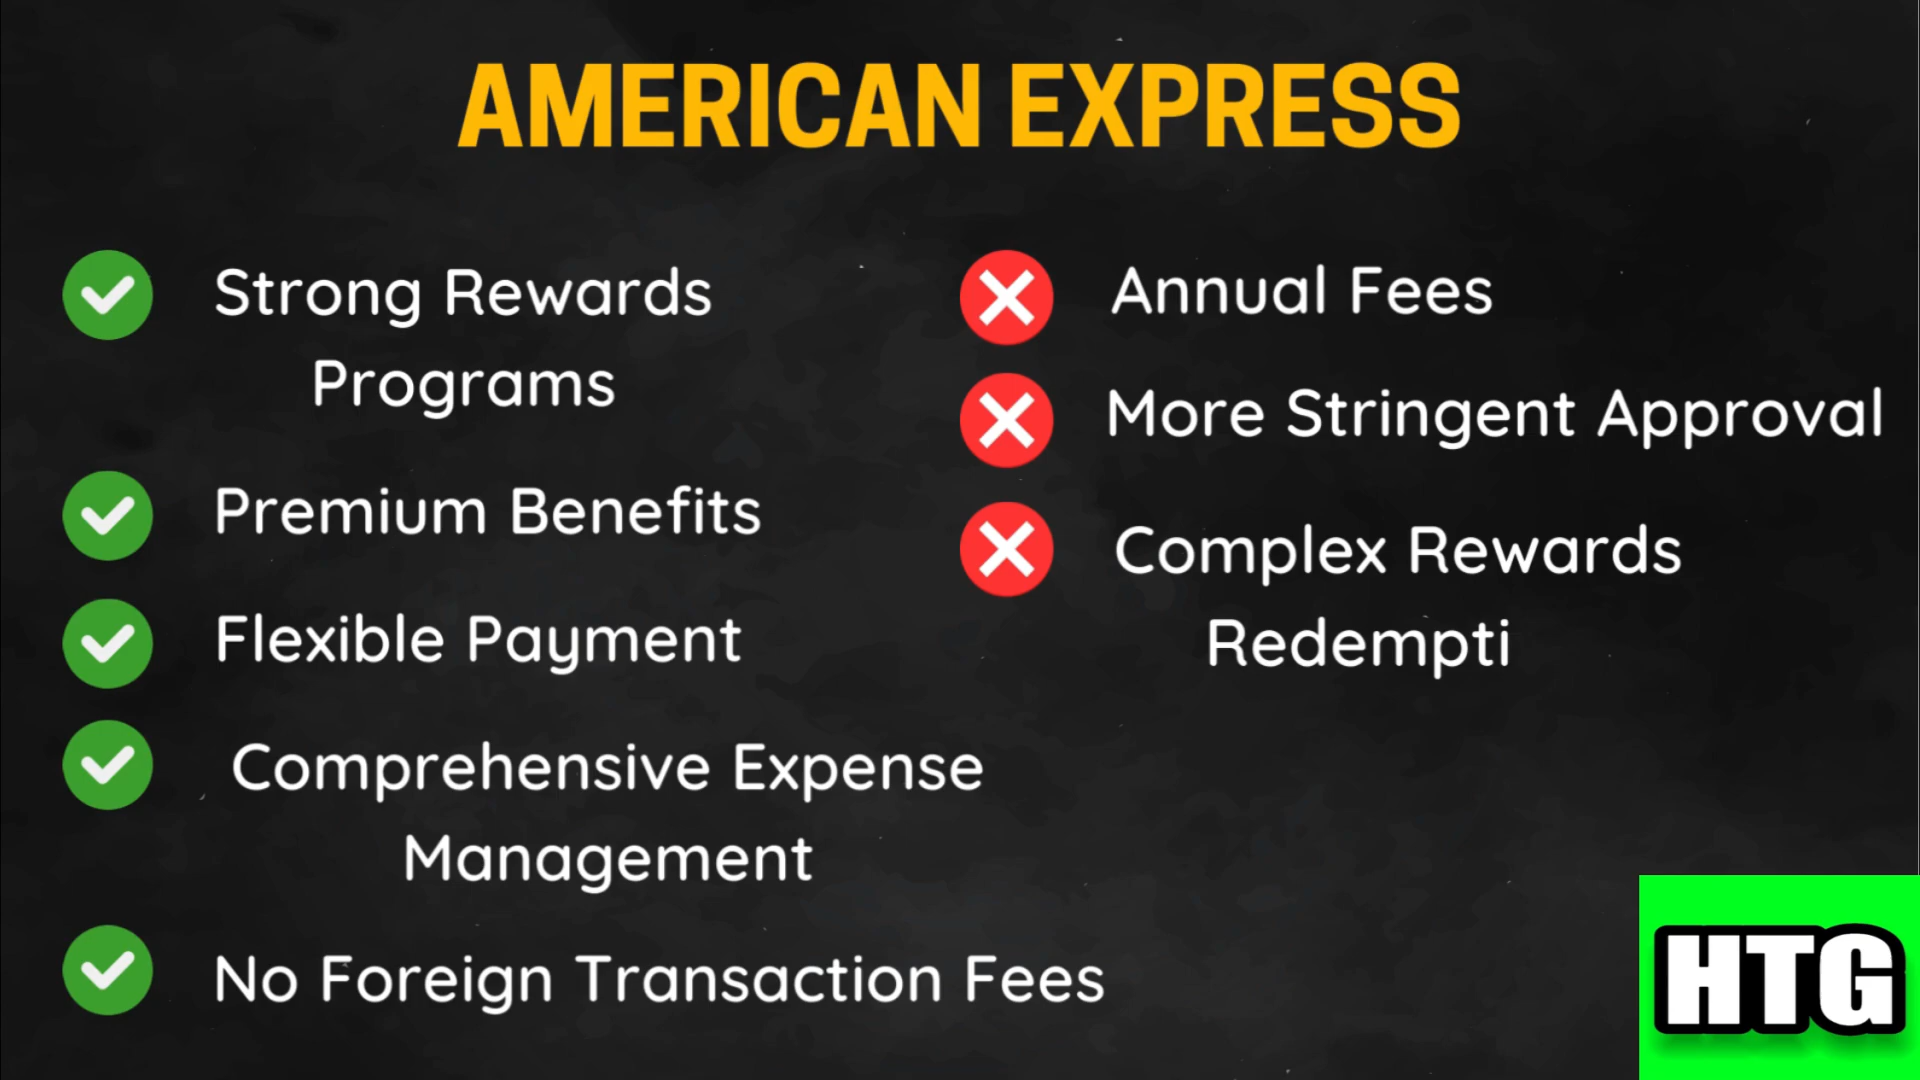 AMERICAN EXPRESS
Strong Rewards
Programs
Premium Benefits
Flexible Payment
Comprehensive Expense
Management
No Foreign Transaction Fees
Annual Fees
More Stringent Approval
Complex Rewards
Redempti
HTG